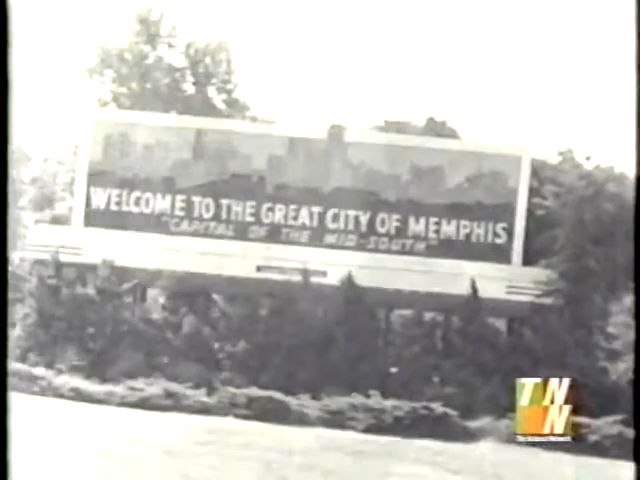 WELCOME TO THE GREAT CITY OF MEMPHIS
"CAPITAL OF THE MID-SOUTH"
TNN